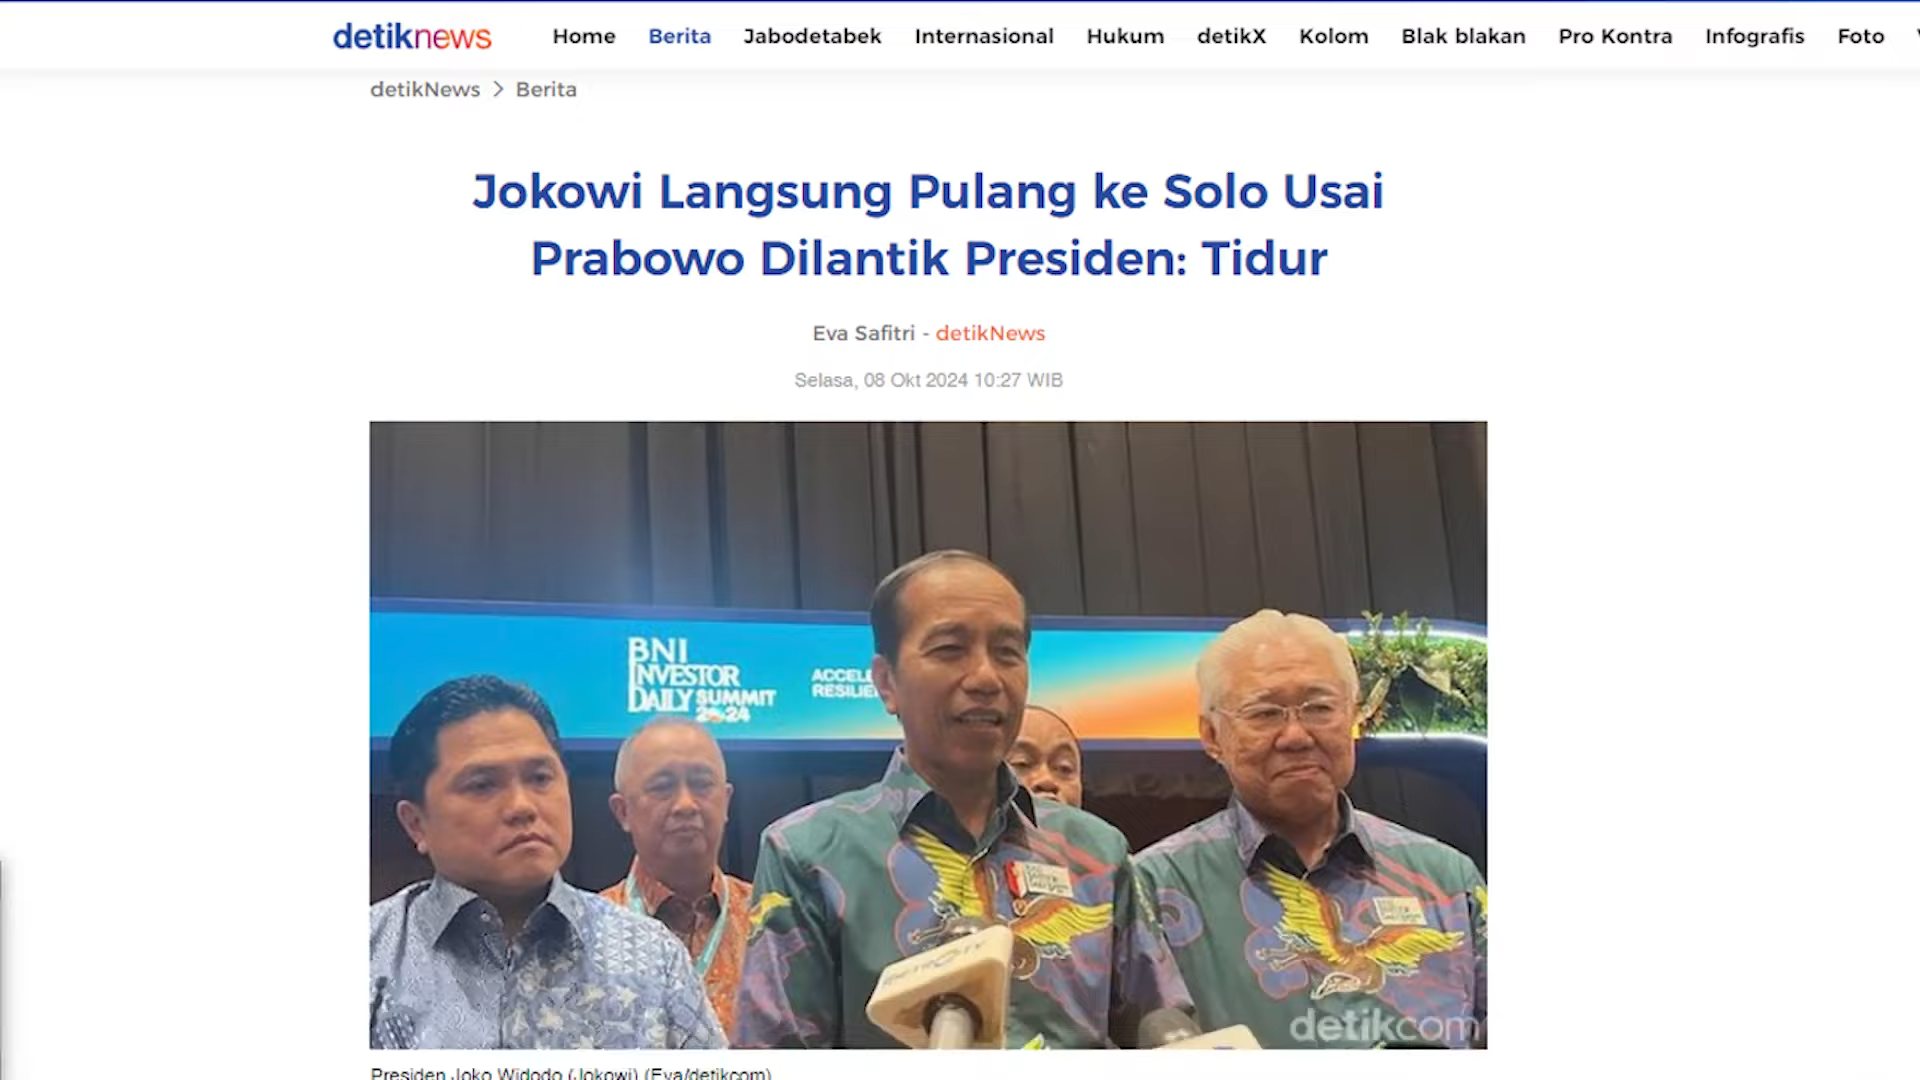 detiknews Home Berita Jabodetabek Internasional Hukum detikX Kolom Blak blakan Pro Kontra Infografis Foto
detikNews > Berita
Jokowi Langsung Pulang ke Solo Usai
Prabowo Dilantik Presiden: Tidur
Eva Safitri - detikNews
Selasa, 08 Okt 2024 10:27 WIB
BNI
INVESTOR
DAILY SUMMIT
2024
detikcom
Presiden Joko Widodo (Jokowi) (Eva/detikcom)